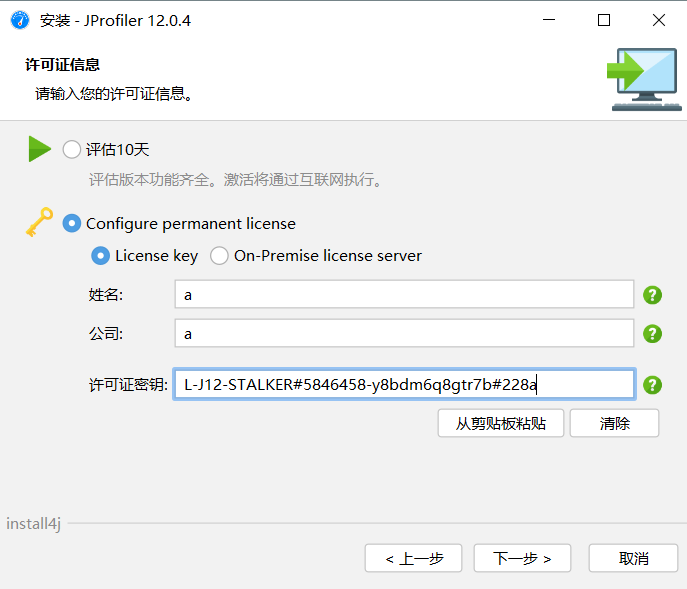 安装 - JProfiler 12.0.4
许可证信息
请输入您的许可证信息。
评估10天
评估版本功能齐全。激活将通过互联网执行。
Configure permanent license
License key On-Premise license server
姓名: a
公司: a
许可证密钥: L-J12-STALKER#5846458-y8bdm6q8gtr7b#228a
从剪贴板粘贴 清除
install4j
< 上一步 下一步 > 取消